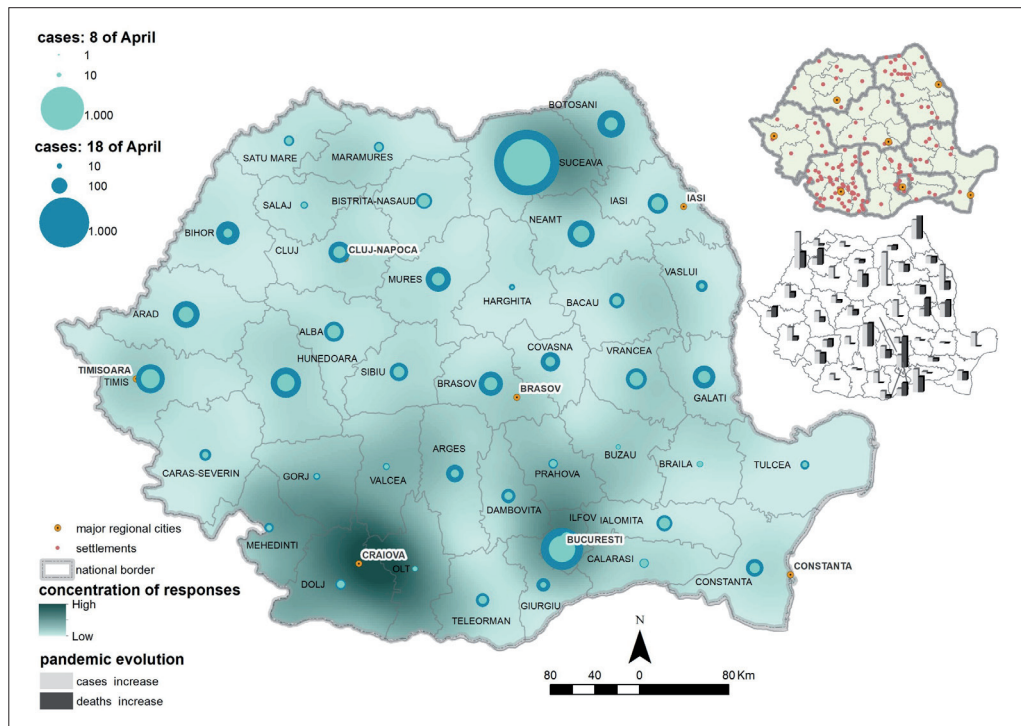 cases: 8 of April
1
10
1.000
cases: 18 of April
10
100
1.000
BOTOSANI
SATU MARE
MARAMURES
SUCEAVA
SALAJ
BISTRITA-NASAUD
IASI
IASI
BIHOR
NEAMT
CLUJ
CLUJ-NAPOCA
MURES
HARGHITA
BACAU
VASLUI
ARAD
ALBA
HUNEDOARA
COVASNA
VRANCEA
TIMISOARA
TIMIS
SIBIU
BRASOV
BRASOV
GALATI
CARAS-SEVERIN
GORJ
VALCEA
ARGES
PRAHOVA
BUZAU
BRAILA
TULCEA
DAMBOVITA
ILFOV
IALOMITA
MEHEDINTI
CRAIOVA
BUCURESTI
DOLJ
OLT
CALARASI
CONSTANTA
CONSTANTA
GIURGIU
TELEORMAN
major regional cities
settlements
national border
concentration of responses
High
Low
pandemic evolution
cases increase
deaths increase
N
80 40 0 80 Km